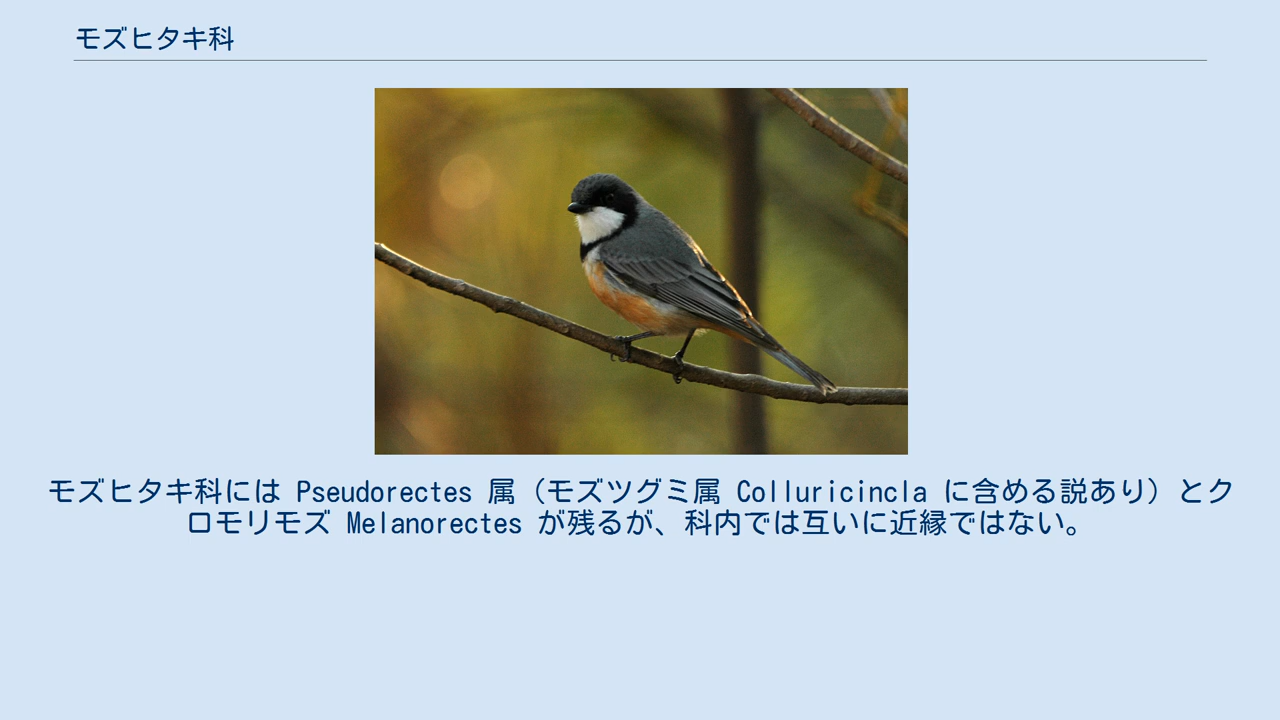 モズヒタキ科
モズヒタキ科には Pseudorectes 属（モズツグミ属 Colluricincla に含める説あり）とク
ロモリモズ Melanorectes が残るが、科内では互いに近縁ではない。